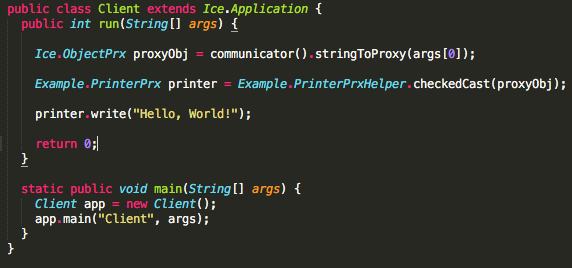 public class Client extends Ice.Application {
  public int run(String[] args) {

    Ice.ObjectPrx proxyObj = communicator().stringToProxy(args[0]);

    Example.PrinterPrx printer = Example.PrinterPrxHelper.checkedCast(proxyObj);

    printer.write("Hello, World!");

    return 0;
  }

  static public void main(String[] args) {
    Client app = new Client();
    app.main("Client", args);
  }
}